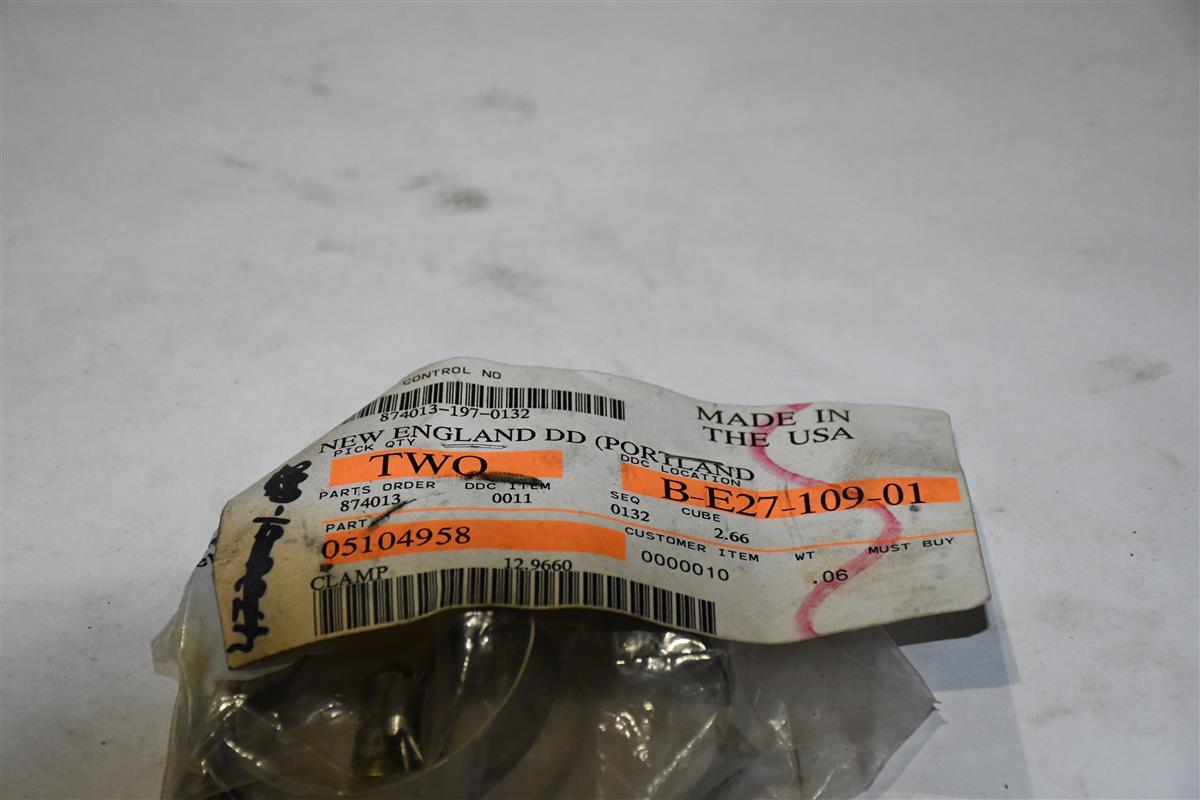 CONTROL NO
874013-197-0132
MADE IN
THE USA
NEW ENGLAND DD (PORTLAND
PICK QTY
TWO
DDC LOCATION
B-E27-109-01
PARTS ORDER DDC ITEM
874013 0011
SEQ CUBE
0132 2.66
PART
05104958
CUSTOMER ITEM WT MUST BUY
0000010 .06
CLAMP 12.9660